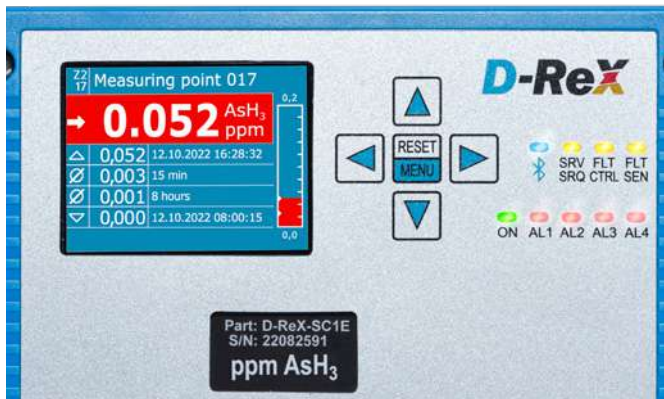 Z2
17
Measuring point 017
0.052 AsH₃
ppm
0,2
0,052 12.10.2022 16:28:32
0,003 15 min
0,001 8 hours
0,000 12.10.2022 08:00:15
0,0
RESET
MENU
D-ReX
SRV FLT FLT
SRQ CTRL SEN
ON AL1 AL2 AL3 AL4
Part: D-ReX-SC1E
S/N: 22082591
ppm AsH₃